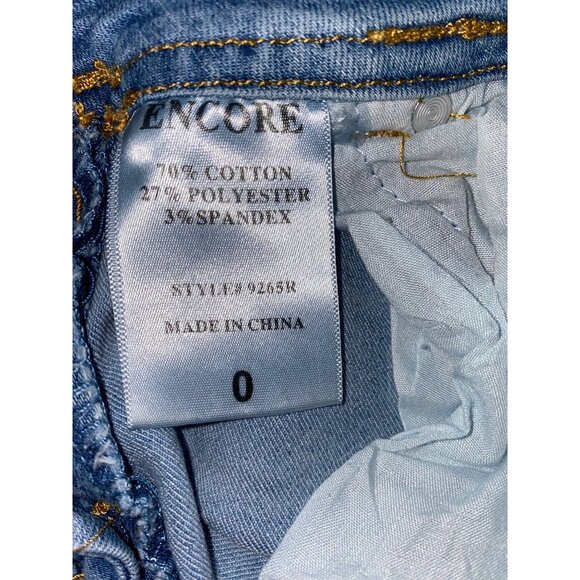 ENCORE
70% COTTON
27% POLYESTER
3% SPANDEX
STYLE# 9265R
MADE IN CHINA
0